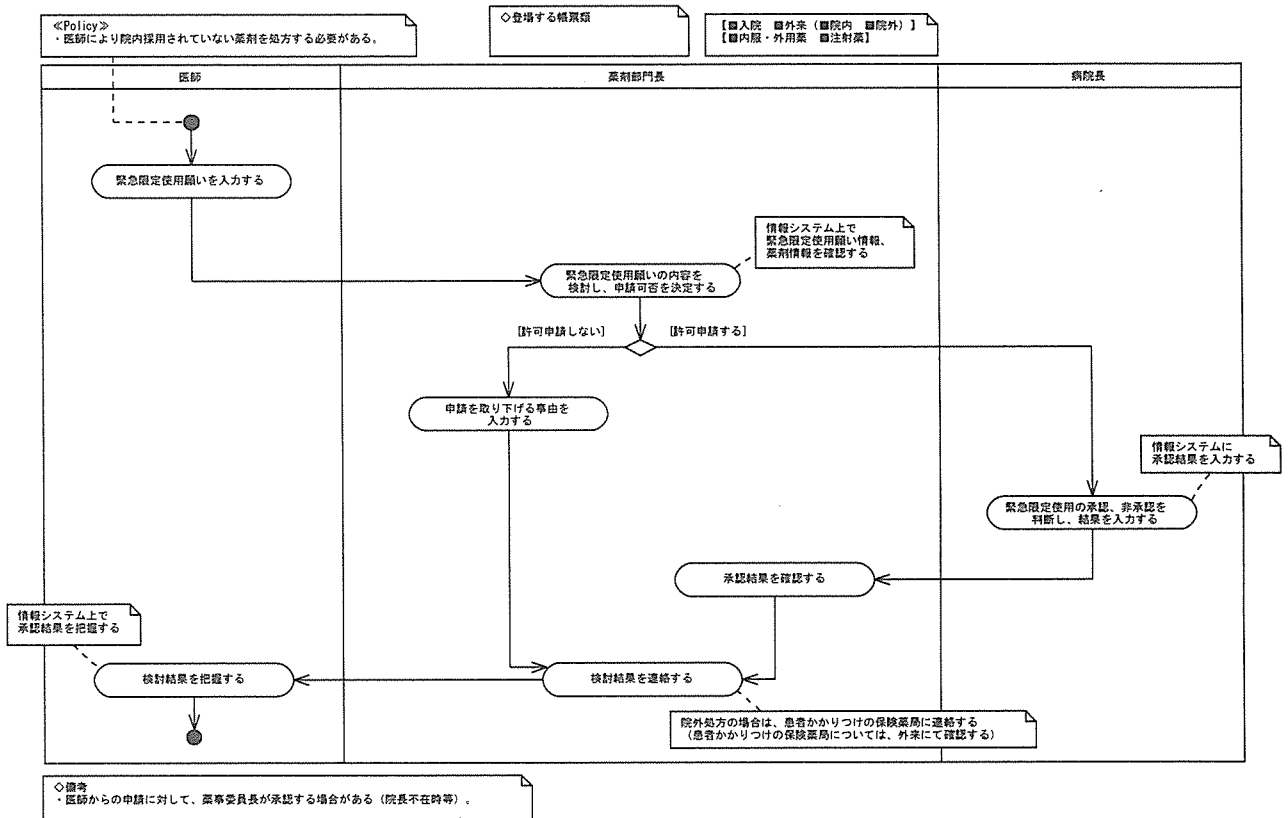 ≪Policy≫
・医師により院内採用されていない薬剤を処方する必要がある。
◇登場する帳票類
【■入院 ■外来（■院内 ■院外）】
【■内服・外用薬 ■注射薬】
医師
薬剤部門長
病院長
緊急限定使用願いを入力する
情報システム上で
緊急限定使用願い情報、
薬剤情報を確認する
緊急限定使用願いの内容を
検討し、申請可否を決定する
[許可申請しない]
[許可申請する]
申請を取り下げる事由を
入力する
情報システムに
承認結果を入力する
緊急限定使用の承認、非承認を
判断し、結果を入力する
承認結果を確認する
情報システム上で
承認結果を把握する
検討結果を把握する
検討結果を連絡する
院外処方の場合は、患者かかりつけの保険薬局に連絡する
（患者かかりつけの保険薬局については、外来にて確認する）
◇備考
・医師からの申請に対して、薬事委員長が承認する場合がある（院長不在時等）。